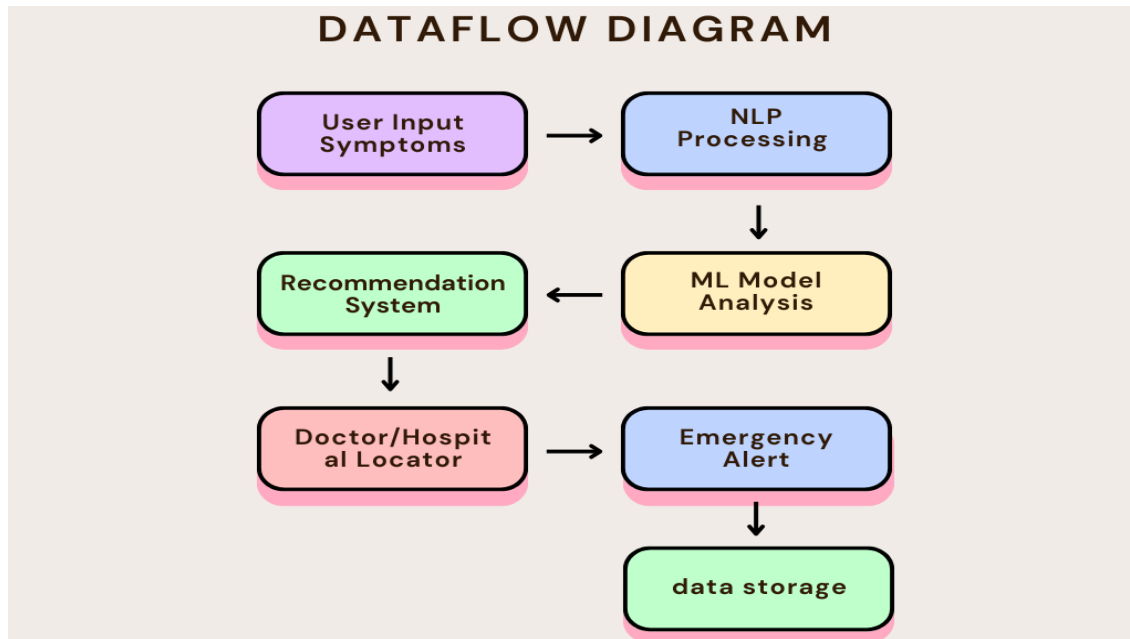 DATAFLOW DIAGRAM
User Input
Symptoms
NLP
Processing
Recommendation
System
ML Model
Analysis
Doctor/Hospit
al Locator
Emergency
Alert
data storage